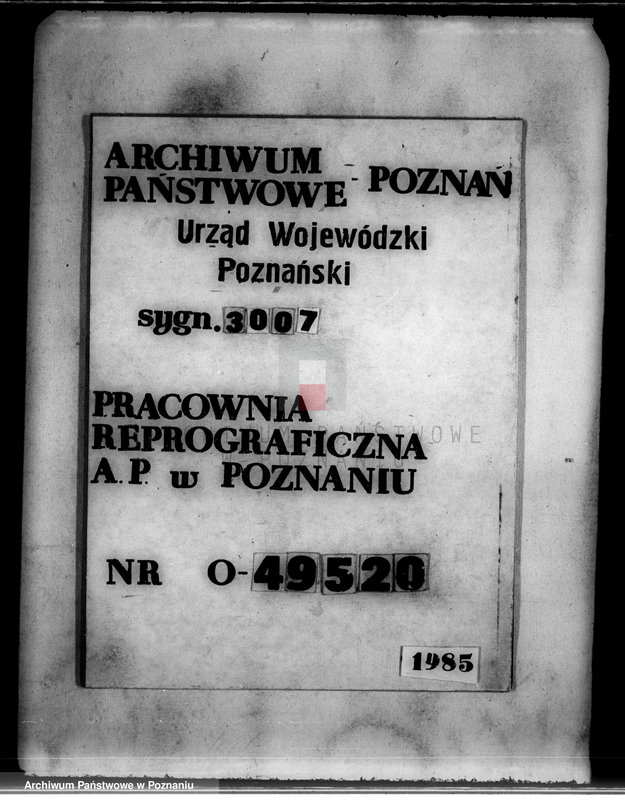 ARCHIWUM
PAŃSTWOWE - POZNAŃ
Urząd Wojewódzki
Poznański
sygn. 3007
PRACOWNIA
REPROGRAFICZNA
A.P. w POZNANIU
NR O-49520
1985
Archiwum Państwowe w Poznaniu